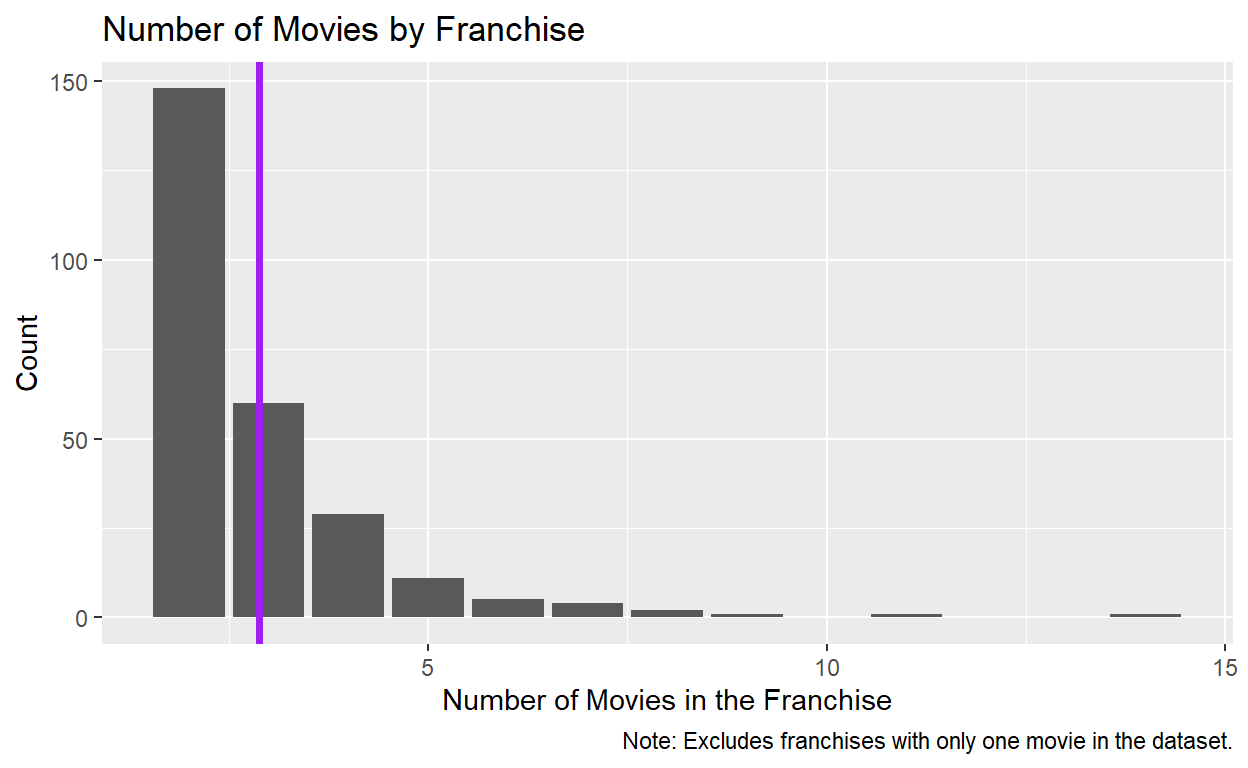 Number of Movies by Franchise
150
100
50
0
Count
5
10
15
Number of Movies in the Franchise
Note: Excludes franchises with only one movie in the dataset.